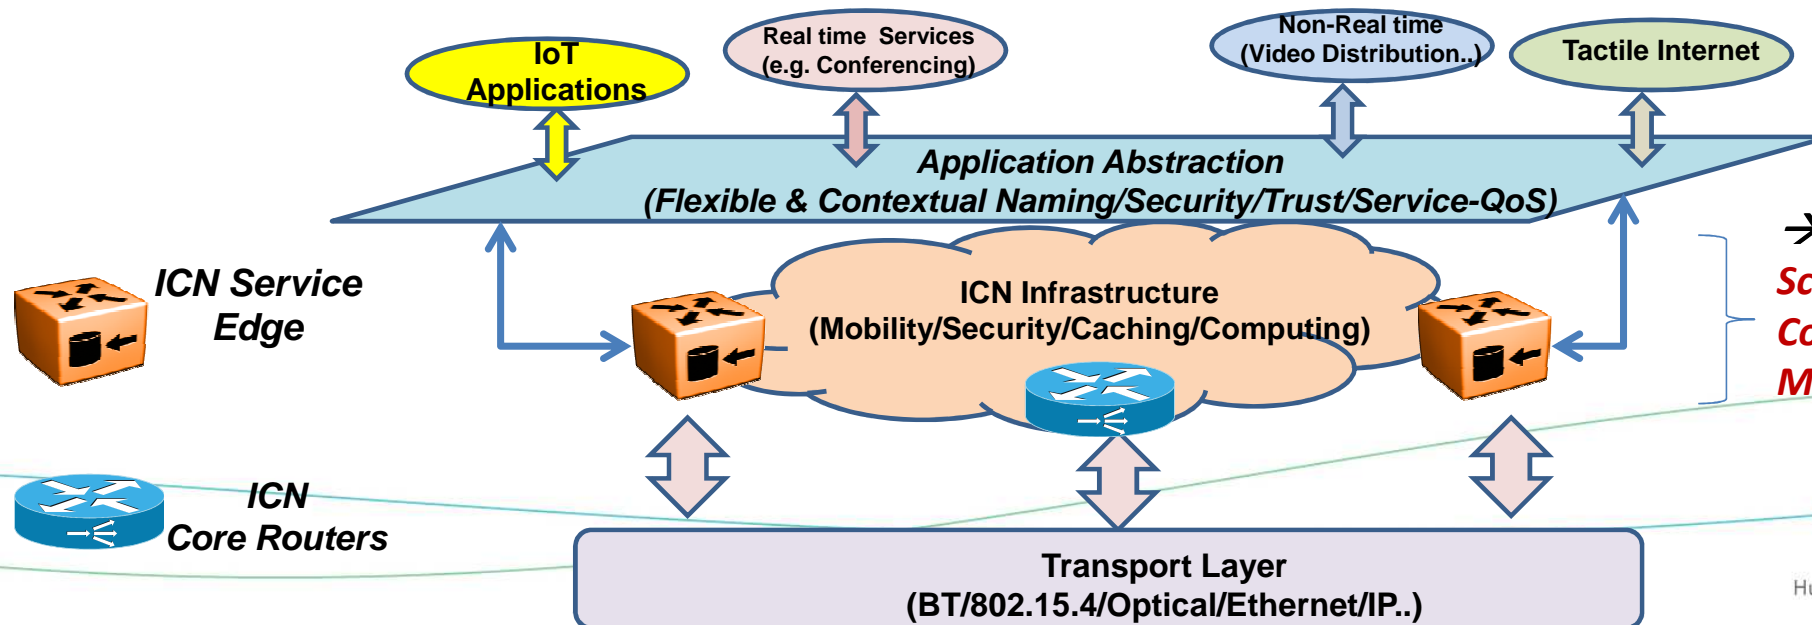 IoT
Applications
Real time Services
(e.g. Conferencing)
Non-Real time
(Video Distribution..)
Tactile Internet
Application Abstraction
(Flexible & Contextual Naming/Security/Trust/Service-QoS)
ICN Service
Edge
ICN Infrastructure
(Mobility/Security/Caching/Computing)
ICN
Core Routers
Transport Layer
(BT/802.15.4/Optical/Ethernet/IP..)